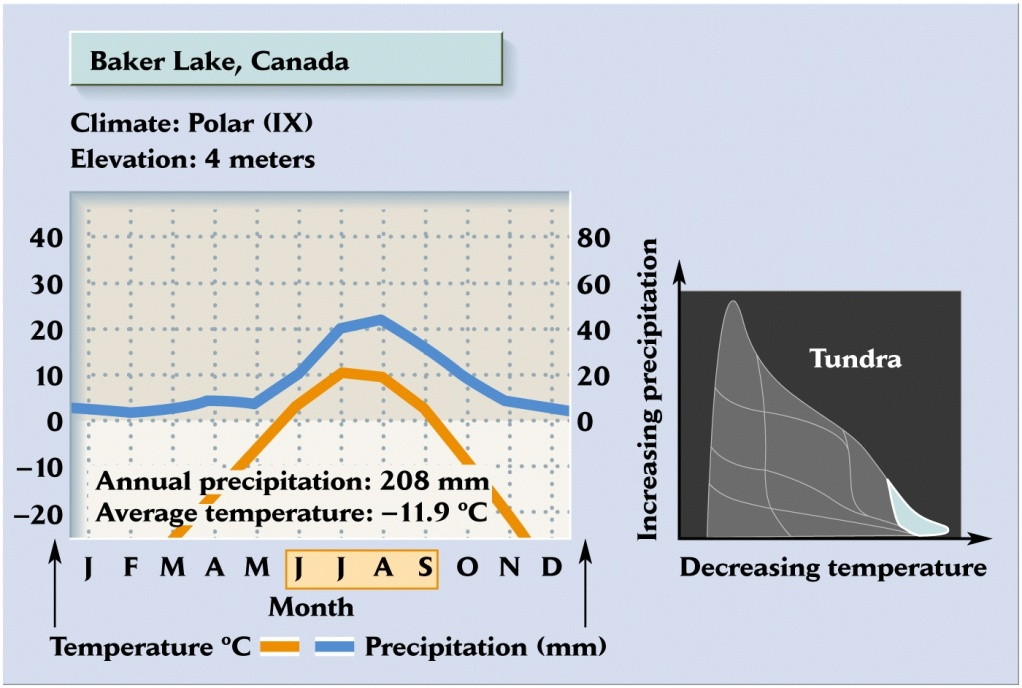 Baker Lake, Canada
Climate: Polar (IX)
Elevation: 4 meters
40
30
20
10
0
−10
−20
80
60
40
20
0
Annual precipitation: 208 mm
Average temperature: −11.9 ºC
J F M A M J J A S O N D
Month
Temperature ºC
Precipitation (mm)
Increasing precipitation
Tundra
Decreasing temperature